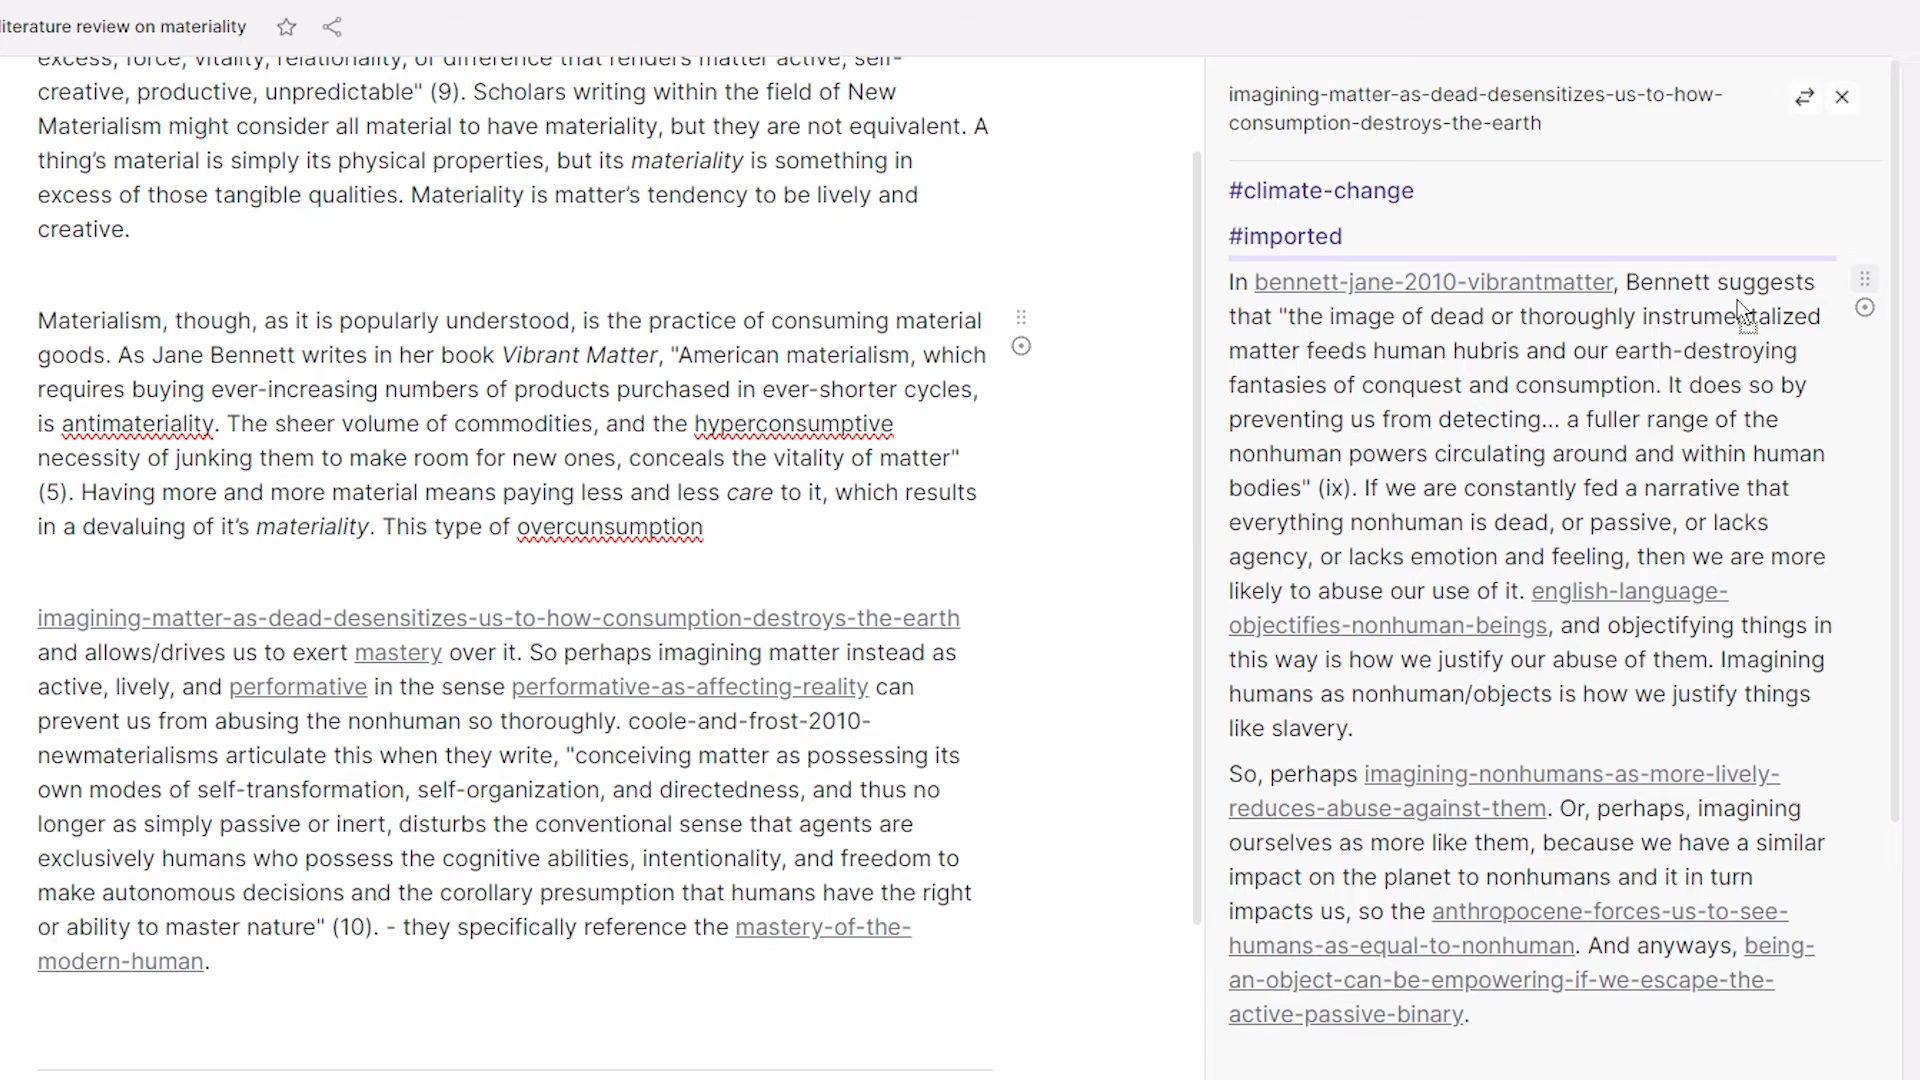 literature review on materiality
excess, force, vitality, relationality, or difference that renders matter active, self-
creative, productive, unpredictable" (9). Scholars writing within the field of New
Materialism might consider all material to have materiality, but they are not equivalent. A
thing’s material is simply its physical properties, but its materiality is something in
excess of those tangible qualities. Materiality is matter’s tendency to be lively and
creative.
Materialism, though, as it is popularly understood, is the practice of consuming material
goods. As Jane Bennett writes in her book Vibrant Matter, "American materialism, which
requires buying ever-increasing numbers of products purchased in ever-shorter cycles,
is antimateriality. The sheer volume of commodities, and the hyperconsumptive
necessity of junking them to make room for new ones, conceals the vitality of matter"
(5). Having more and more material means paying less and less care to it, which results
in a devaluing of it’s materiality. This type of overcunsumption
imagining-matter-as-dead-desensitizes-us-to-how-consumption-destroys-the-earth
and allows/drives us to exert mastery over it. So perhaps imagining matter instead as
active, lively, and performative in the sense performative-as-affecting-reality can
prevent us from abusing the nonhuman so thoroughly. coole-and-frost-2010-
newmaterialisms articulate this when they write, "conceiving matter as possessing its
own modes of self-transformation, self-organization, and directedness, and thus no
longer as simply passive or inert, disturbs the conventional sense that agents are
exclusively humans who possess the cognitive abilities, intentionality, and freedom to
make autonomous decisions and the corollary presumption that humans have the right
or ability to master nature" (10). - they specifically reference the mastery-of-the-
modern-human.
imagining-matter-as-dead-desensitizes-us-to-how-
consumption-destroys-the-earth
#climate-change
#imported
In bennett-jane-2010-vibrantmatter, Bennett suggests
that "the image of dead or thoroughly instrumentalized
matter feeds human hubris and our earth-destroying
fantasies of conquest and consumption. It does so by
preventing us from detecting... a fuller range of the
nonhuman powers circulating around and within human
bodies" (ix). If we are constantly fed a narrative that
everything nonhuman is dead, or passive, or lacks
agency, or lacks emotion and feeling, then we are more
likely to abuse our use of it. english-language-
objectifies-nonhuman-beings, and objectifying things in
this way is how we justify our abuse of them. Imagining
humans as nonhuman/objects is how we justify things
like slavery.
So, perhaps imagining-nonhumans-as-more-lively-
reduces-abuse-against-them. Or, perhaps, imagining
ourselves as more like them, because we have a similar
impact on the planet to nonhumans and it in turn
impacts us, so the anthropocene-forces-us-to-see-
humans-as-equal-to-nonhuman. And anyways, being-
an-object-can-be-empowering-if-we-escape-the-
active-passive-binary.